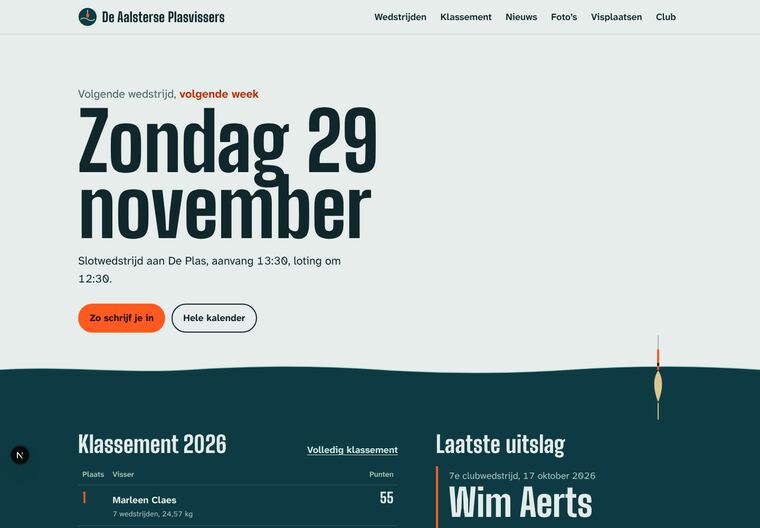 De Aalsterse Plasvissers
Wedstrijden Klassement Nieuws Foto's Visplaatsen Club
Volgende wedstrijd, volgende week
Zondag 29
november
Slotwedstrijd aan De Plas, aanvang 13:30, loting om
12:30.
Zo schrijf je in Hele kalender
Klassement 2026 Volledig klassement
Plaats Visser Punten
1 Marleen Claes 55
7 wedstrijden, 24,57 kg
Laatste uitslag
7e clubwedstrijd, 17 oktober 2026
Wim Aerts
N